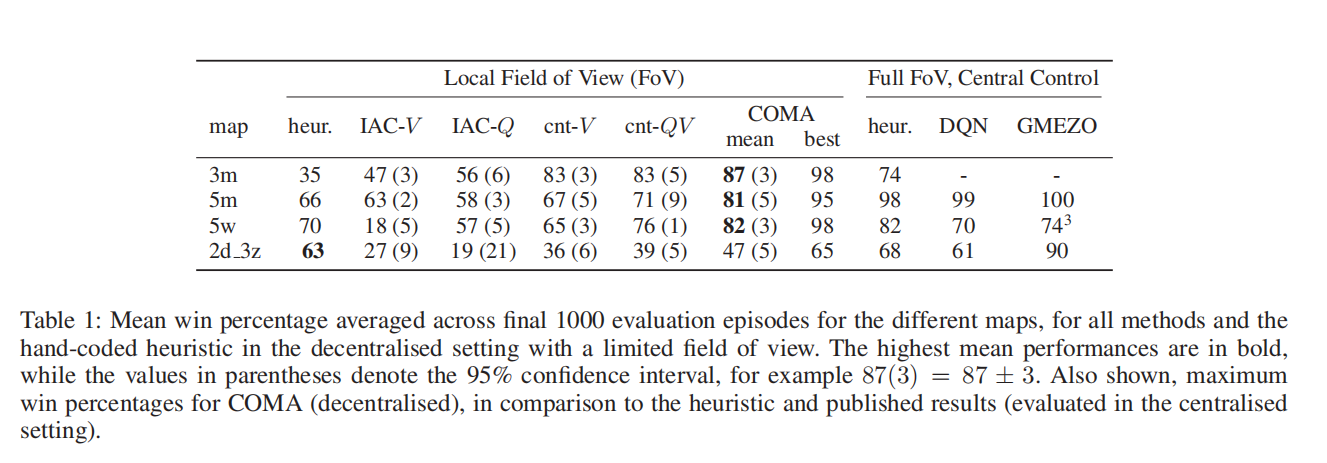 Local Field of View (FoV) Full FoV, Central Control
map heur. IAC-V IAC-Q cnt-V cnt-QV COMA mean best heur. DQN GMEZO
3m 35 47 (3) 56 (6) 83 (3) 83 (5) 87 (3) 98 74 - -
5m 66 63 (2) 58 (3) 67 (5) 71 (9) 81 (5) 95 98 99 100
5w 70 18 (5) 57 (5) 65 (3) 76 (1) 82 (3) 98 82 70 74³
2d_3z 63 27 (9) 19 (21) 36 (6) 39 (5) 47 (5) 65 68 61 90
Table 1: Mean win percentage averaged across final 1000 evaluation episodes for the different maps, for all methods and the
hand-coded heuristic in the decentralised setting with a limited field of view. The highest mean performances are in bold,
while the values in parentheses denote the 95% confidence interval, for example 87(3) = 87 ± 3. Also shown, maximum
win percentages for COMA (decentralised), in comparison to the heuristic and published results (evaluated in the centralised
setting).